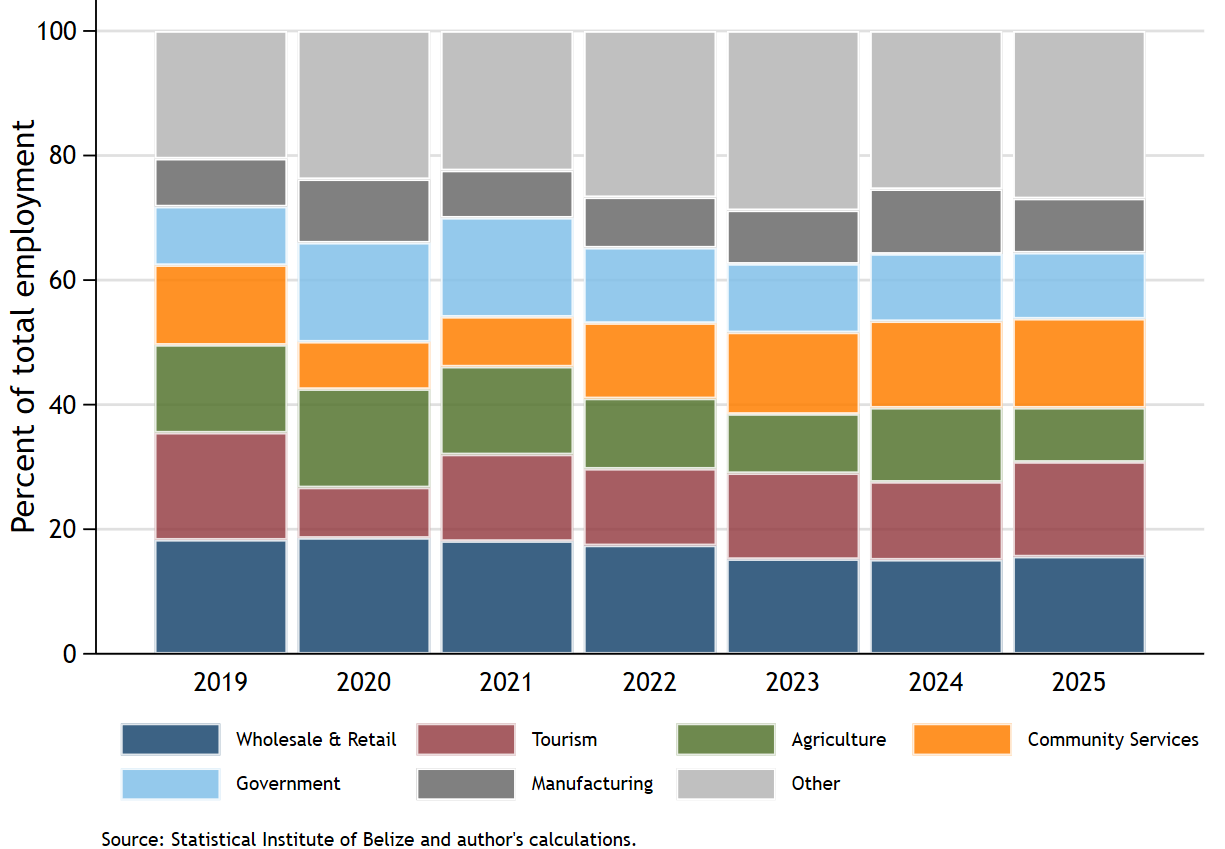 100
80
60
40
20
0
Percent of total employment
2019 2020 2021 2022 2023 2024 2025
Wholesale & Retail Tourism Agriculture Community Services
Government Manufacturing Other
Source: Statistical Institute of Belize and author's calculations.